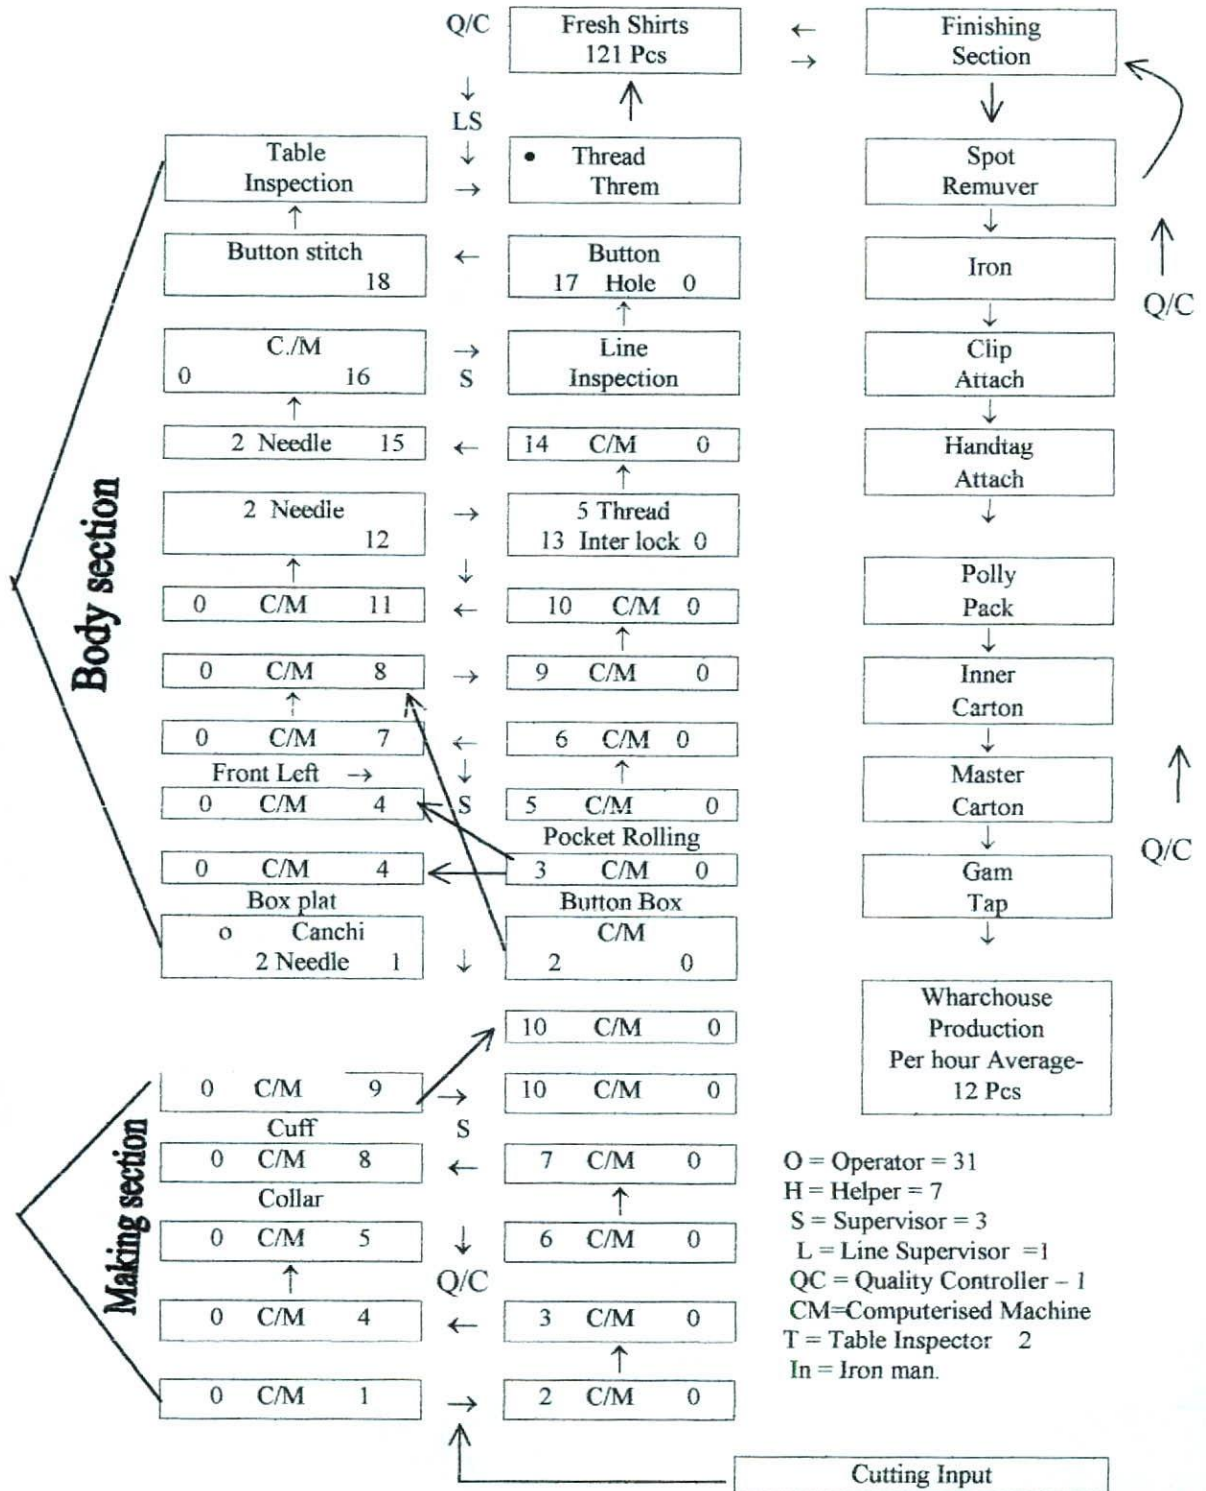 Q/C
Fresh Shirts
121 Pcs
←
→
Finishing
Section
↓
LS
↓
→
Table
Inspection
• Thread
Threm
Spot
Remuver
Button stitch
18
←
Button
17 Hole 0
Iron
Q/C
C./M
0 16
→
S
Line
Inspection
Clip
Attach
2 Needle 15
←
14 C/M 0
Handtag
Attach
2 Needle
12
→
5 Thread
13 Inter lock 0
Body section
0 C/M 11
←
10 C/M 0
Polly
Pack
0 C/M 8
→
9 C/M 0
Inner
Carton
0 C/M 7
←
6 C/M 0
Front Left →
0 C/M 4
S
5 C/M 0
Master
Carton
Q/C
Pocket Rolling
0 C/M 4
3 C/M 0
Gam
Tap
Box plat
Button Box
o Canchi
2 Needle 1
↓
C/M
2 0
10 C/M 0
Wharchouse
Production
Per hour Average-
12 Pcs
Making section
0 C/M 9
→
10 C/M 0
Cuff
S
0 C/M 8
←
7 C/M 0
Collar
0 C/M 5
↓
6 C/M 0
Q/C
0 C/M 4
←
3 C/M 0
0 C/M 1
→
2 C/M 0
O = Operator = 31
H = Helper = 7
S = Supervisor = 3
L = Line Supervisor =1
QC = Quality Controller – 1
CM=Computerised Machine
T = Table Inspector 2
In = Iron man.
Cutting Input